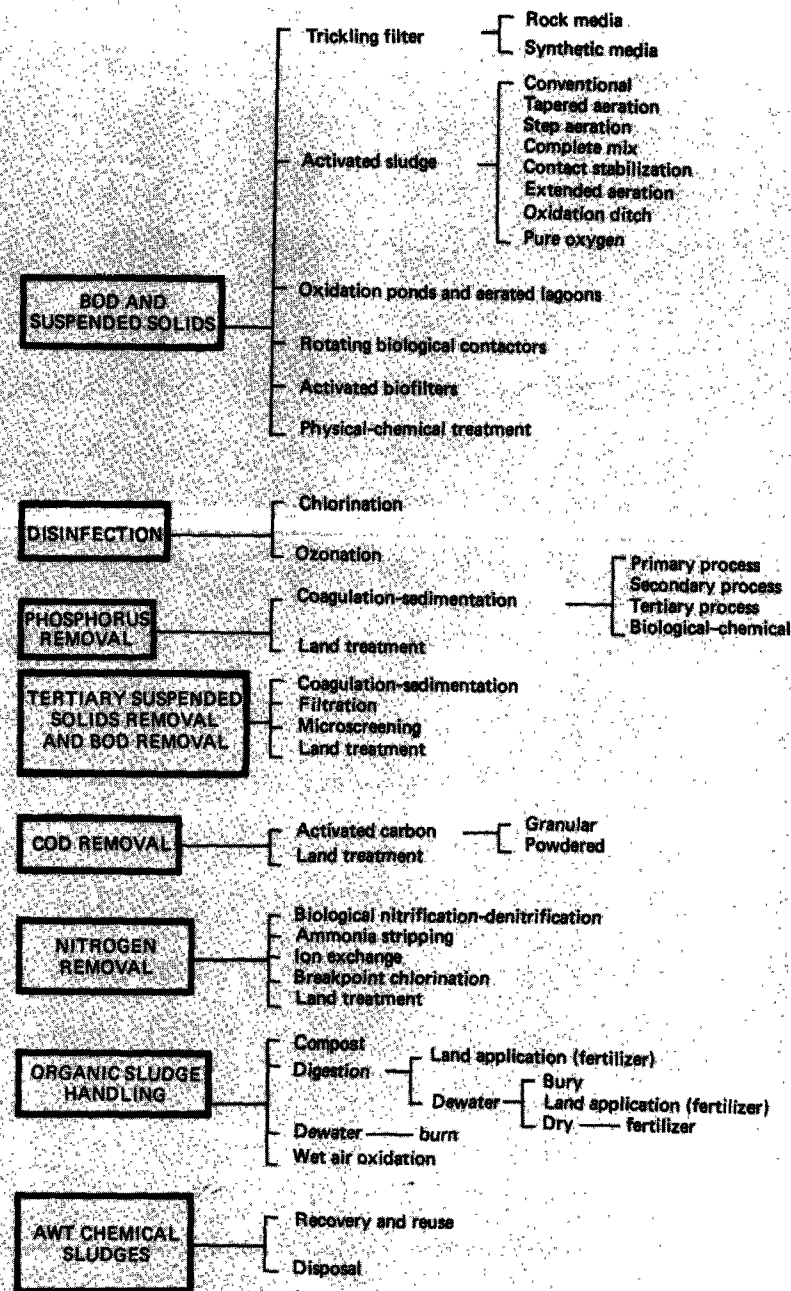 Trickling filter
Rock media
Synthetic media
Activated sludge
Conventional
Tapered aeration
Step aeration
Complete mix
Contact stabilization
Extended aeration
Oxidation ditch
Pure oxygen
BOD AND
SUSPENDED SOLIDS
Oxidation ponds and aerated lagoons
Rotating biological contactors
Activated biofilters
Physical-chemical treatment
DISINFECTION
Chlorination
Ozonation
PHOSPHORUS
REMOVAL
Coagulation-sedimentation
Primary process
Secondary process
Tertiary process
Biological-chemical
Land treatment
TERTIARY SUSPENDED
SOLIDS REMOVAL
AND BOD REMOVAL
Coagulation-sedimentation
Filtration
Microscreening
Land treatment
COD REMOVAL
Activated carbon
Granular
Powdered
Land treatment
NITROGEN
REMOVAL
Biological nitrification-denitrification
Ammonia stripping
Ion exchange
Breakpoint chlorination
Land treatment
ORGANIC SLUDGE
HANDLING
Compost
Digestion
Land application (fertilizer)
Dewater
Bury
Land application (fertilizer)
Dry — fertilizer
Dewater — burn
Wet air oxidation
AWT CHEMICAL
SLUDGES
Recovery and reuse
Disposal